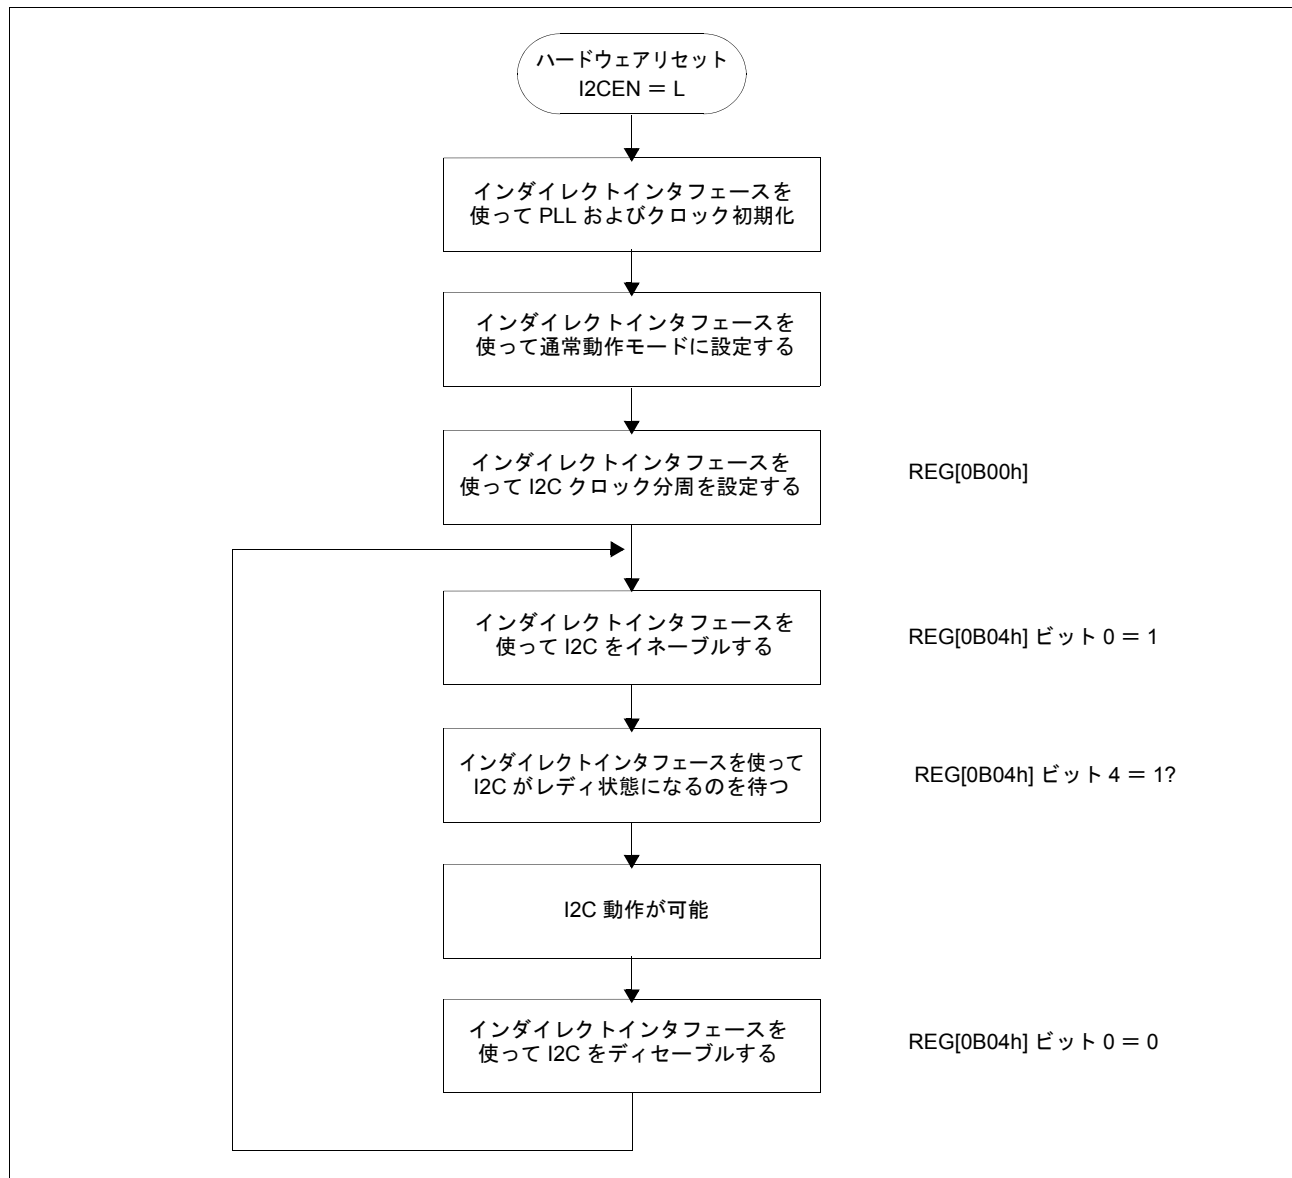 ハードウェアリセット
I2CEN ＝ L
インダイレクトインタフェースを
使って PLL およびクロック初期化
インダイレクトインタフェースを
使って通常動作モードに設定する
インダイレクトインタフェースを
使って I2C クロック分周を設定する
REG[0B00h]
インダイレクトインタフェースを
使って I2C をイネーブルする
REG[0B04h] ビット 0 ＝ 1
インダイレクトインタフェースを使って
I2C がレディ状態になるのを待つ
REG[0B04h] ビット 4 ＝ 1?
I2C 動作が可能
インダイレクトインタフェースを
使って I2C をディセーブルする
REG[0B04h] ビット 0 ＝ 0